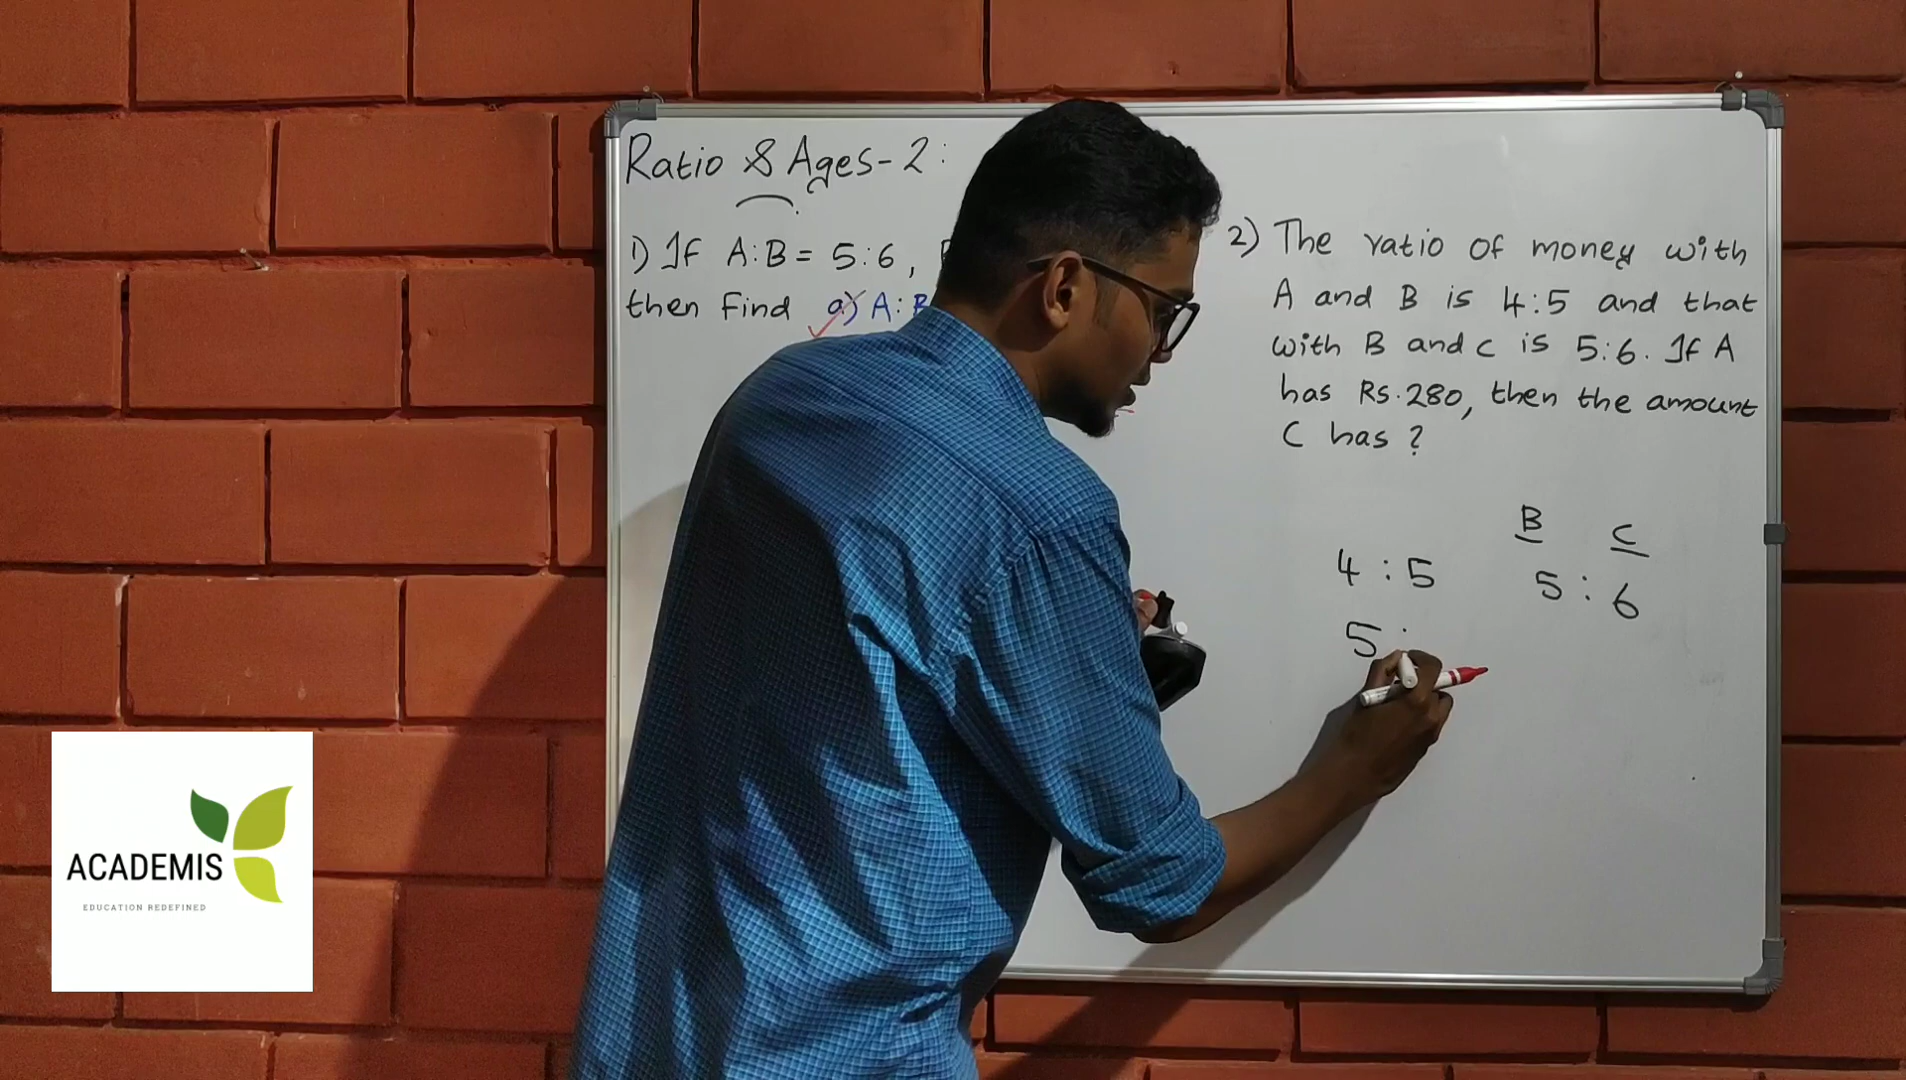 Ratio & Ages-2:
1) If A:B = 5:6,
then Find a) A:B
2) The ratio of money with
A and B is 4:5 and that
with B and C is 5:6. If A
has Rs.280, then the amount
C has ?
B C
4 : 5 5 : 6
5 :
ACADEMIS
EDUCATION REDEFINED